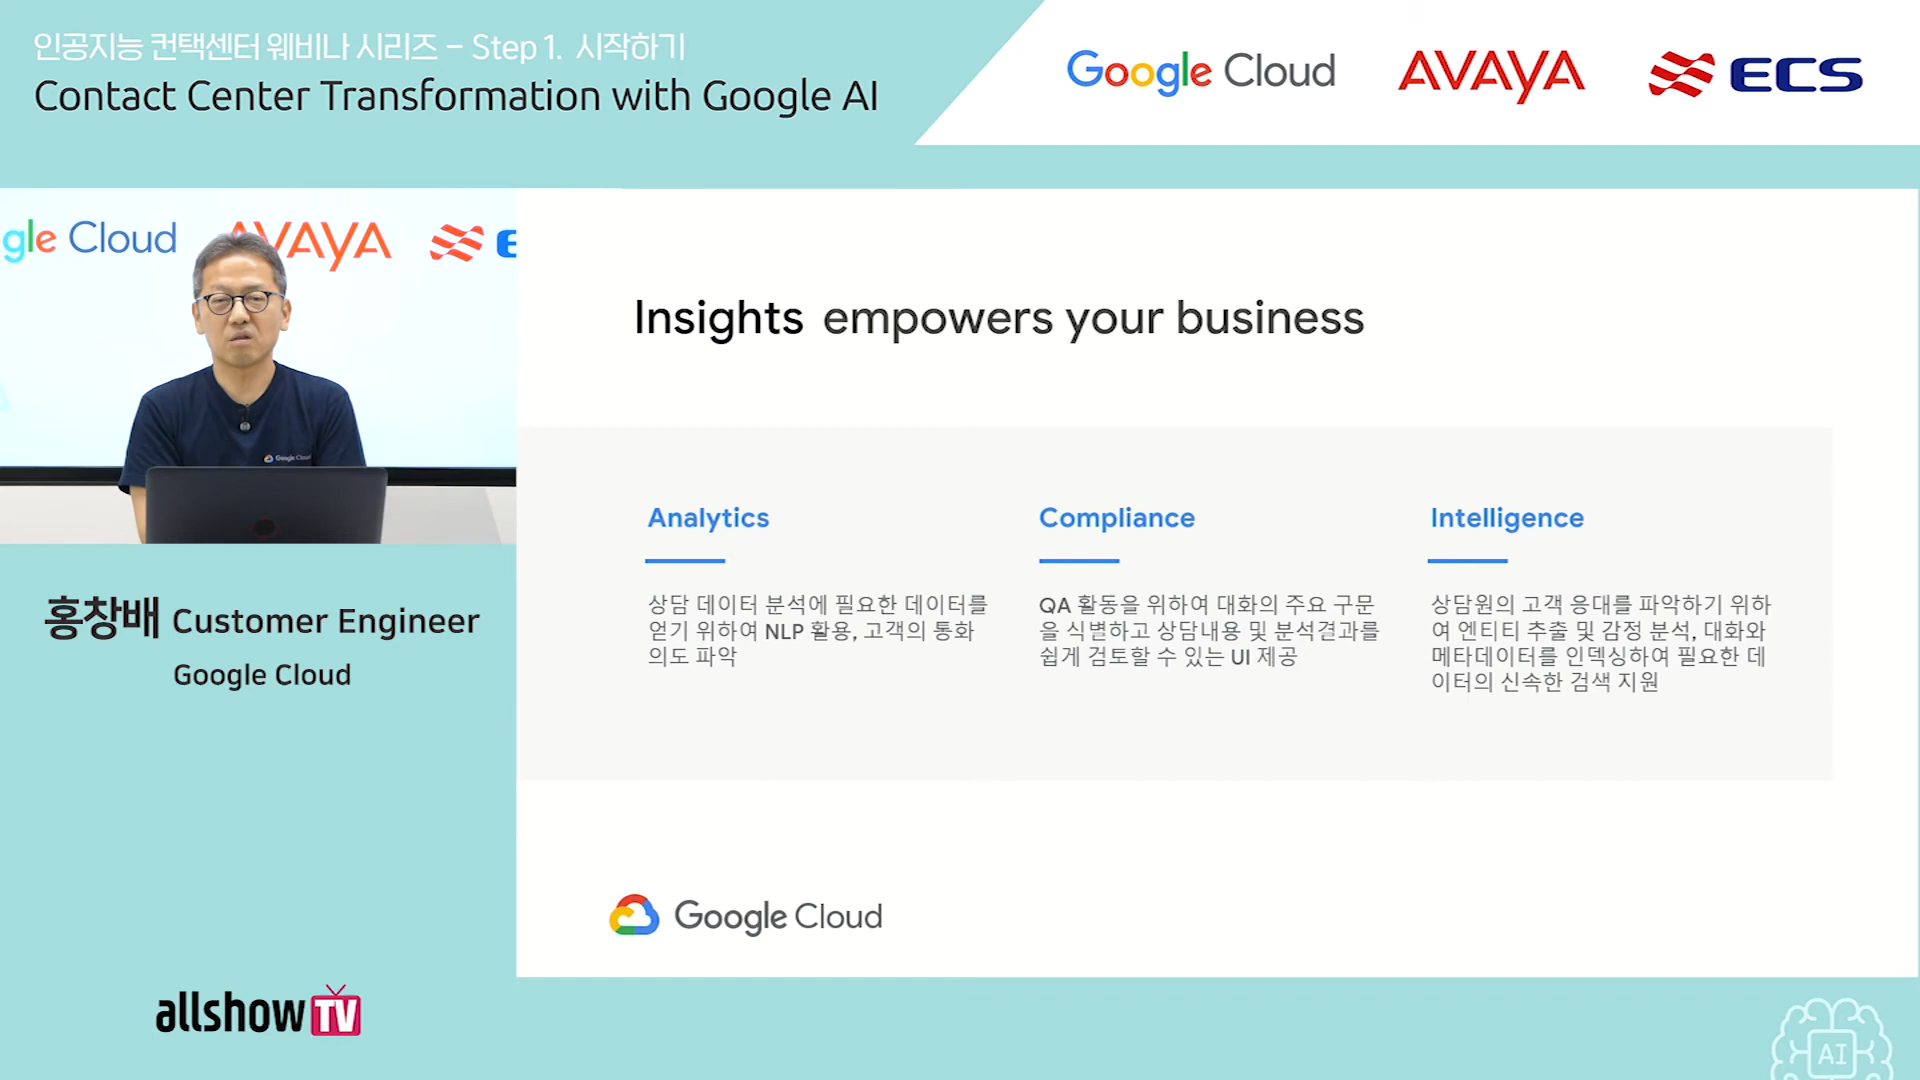 인공지능 컨택센터 웨비나 시리즈 – Step 1. 시작하기
Contact Center Transformation with Google AI
Google Cloud
AVAYA
ECS
gle Cloud
AVAYA
Google Cloud
홍창배 Customer Engineer
Google Cloud
Insights empowers your business
Analytics
상담 데이터 분석에 필요한 데이터를
얻기 위하여 NLP 활용, 고객의 통화
의도 파악
Compliance
QA 활동을 위하여 대화의 주요 구문
을 식별하고 상담내용 및 분석결과를
쉽게 검토할 수 있는 UI 제공
Intelligence
상담원의 고객 응대를 파악하기 위하
여 엔티티 추출 및 감정 분석, 대화와
메타데이터를 인덱싱하여 필요한 데
이터의 신속한 검색 지원
Google Cloud
allshowTV
AI